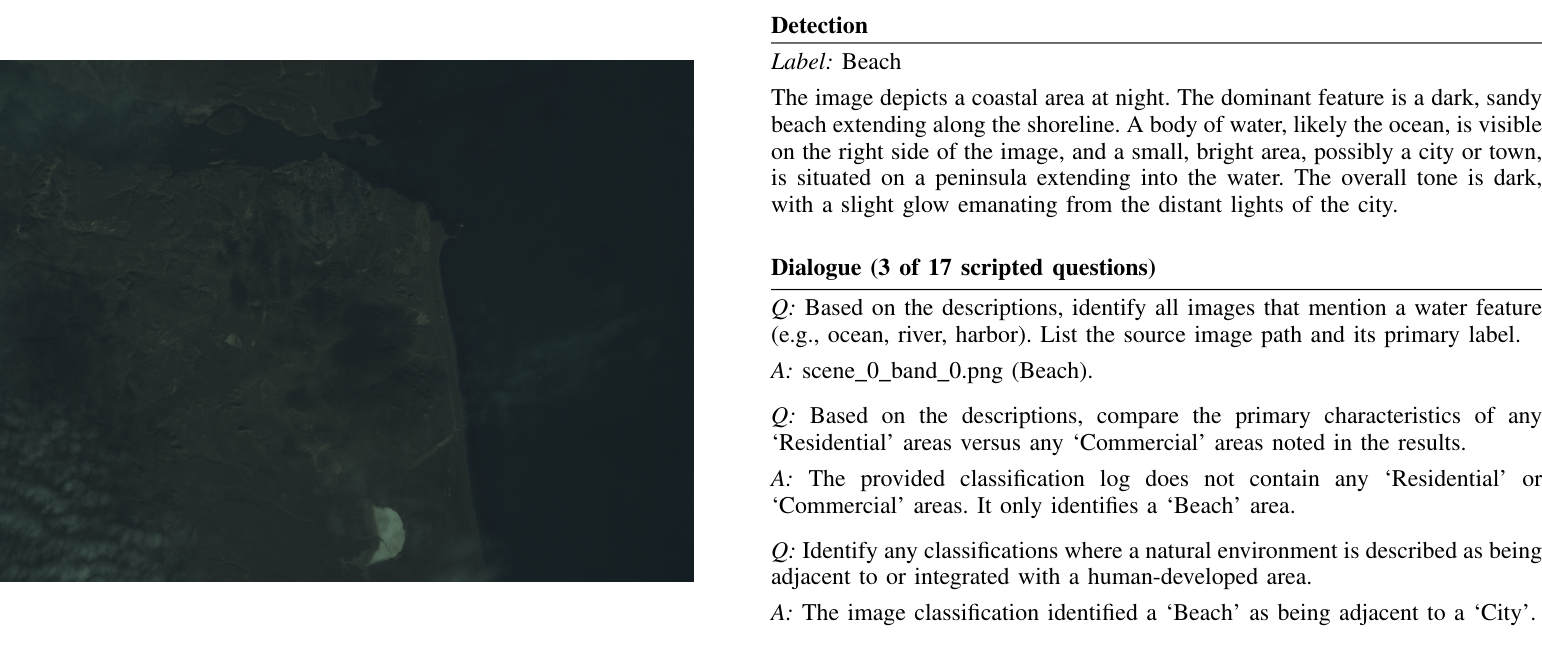 Detection
Label: Beach
The image depicts a coastal area at night. The dominant feature is a dark, sandy
beach extending along the shoreline. A body of water, likely the ocean, is visible
on the right side of the image, and a small, bright area, possibly a city or town,
is situated on a peninsula extending into the water. The overall tone is dark,
with a slight glow emanating from the distant lights of the city.
Dialogue (3 of 17 scripted questions)
Q: Based on the descriptions, identify all images that mention a water feature
(e.g., ocean, river, harbor). List the source image path and its primary label.
A: scene_0_band_0.png (Beach).
Q: Based on the descriptions, compare the primary characteristics of any
‘Residential’ areas versus any ‘Commercial’ areas noted in the results.
A: The provided classification log does not contain any ‘Residential’ or
‘Commercial’ areas. It only identifies a ‘Beach’ area.
Q: Identify any classifications where a natural environment is described as being
adjacent to or integrated with a human-developed area.
A: The image classification identified a ‘Beach’ as being adjacent to a ‘City’.